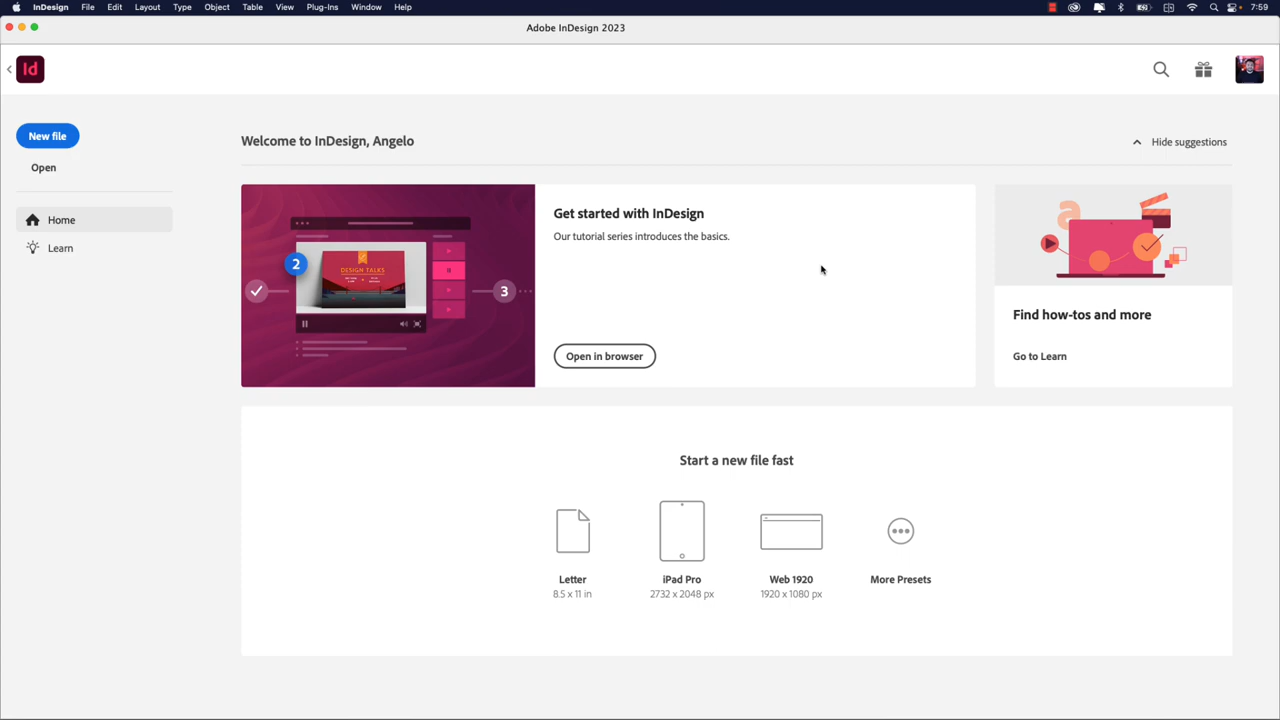 InDesign File Edit Layout Type Object Table View Plug-Ins Window Help 7:59
Adobe InDesign 2023
Id
New file
Open
Home
Learn
Welcome to InDesign, Angelo
Hide suggestions
2
3
DESIGN TALKS
Get started with InDesign
Our tutorial series introduces the basics.
Open in browser
a
Find how-tos and more
Go to Learn
Start a new file fast
Letter
8.5 x 11 in
iPad Pro
2732 x 2048 px
Web 1920
1920 x 1080 px
More Presets